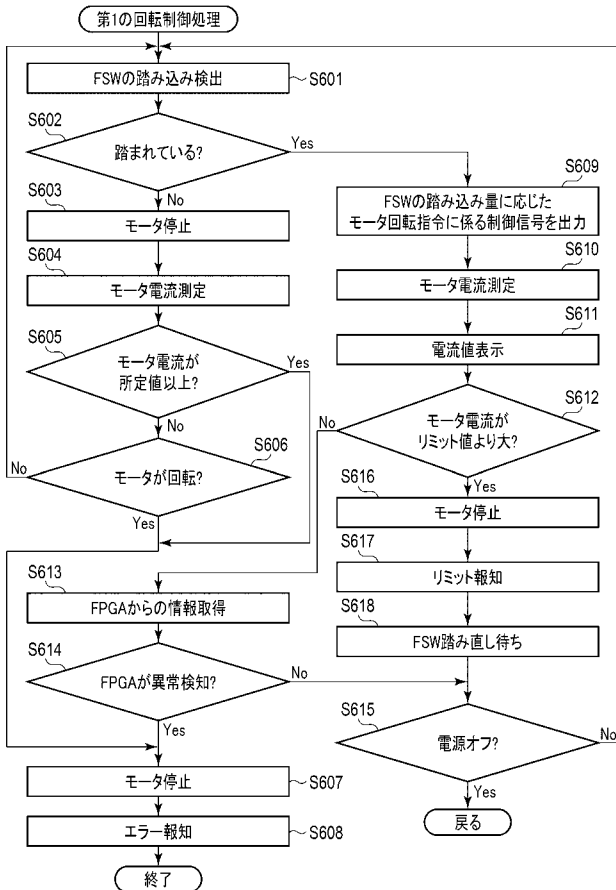 第1の回転制御処理
FSWの踏み込み検出
S601
S602
踏まれている?
Yes
No
S603
モータ停止
S604
モータ電流測定
S605
モータ電流が
所定値以上?
Yes
No
S606
モータが回転?
No
Yes
S609
FSWの踏み込み量に応じた
モータ回転指令に係る制御信号を出力
S610
モータ電流測定
S611
電流値表示
S612
モータ電流が
リミット値より大?
No
Yes
S616
モータ停止
S617
リミット報知
S618
FSW踏み直し待ち
S613
FPGAからの情報取得
S614
FPGAが異常検知?
No
Yes
S615
電源オフ?
No
Yes
戻る
モータ停止
S607
エラー報知
S608
終了